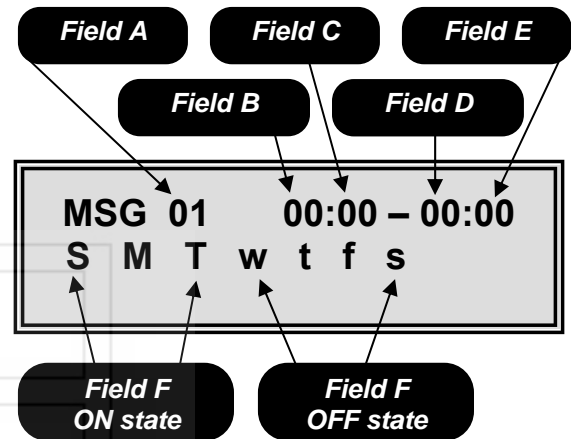 Field A
Field C
Field E
Field B
Field D
MSG 01 00:00 – 00:00
S M T w t f s
Field F
ON state
Field F
OFF state